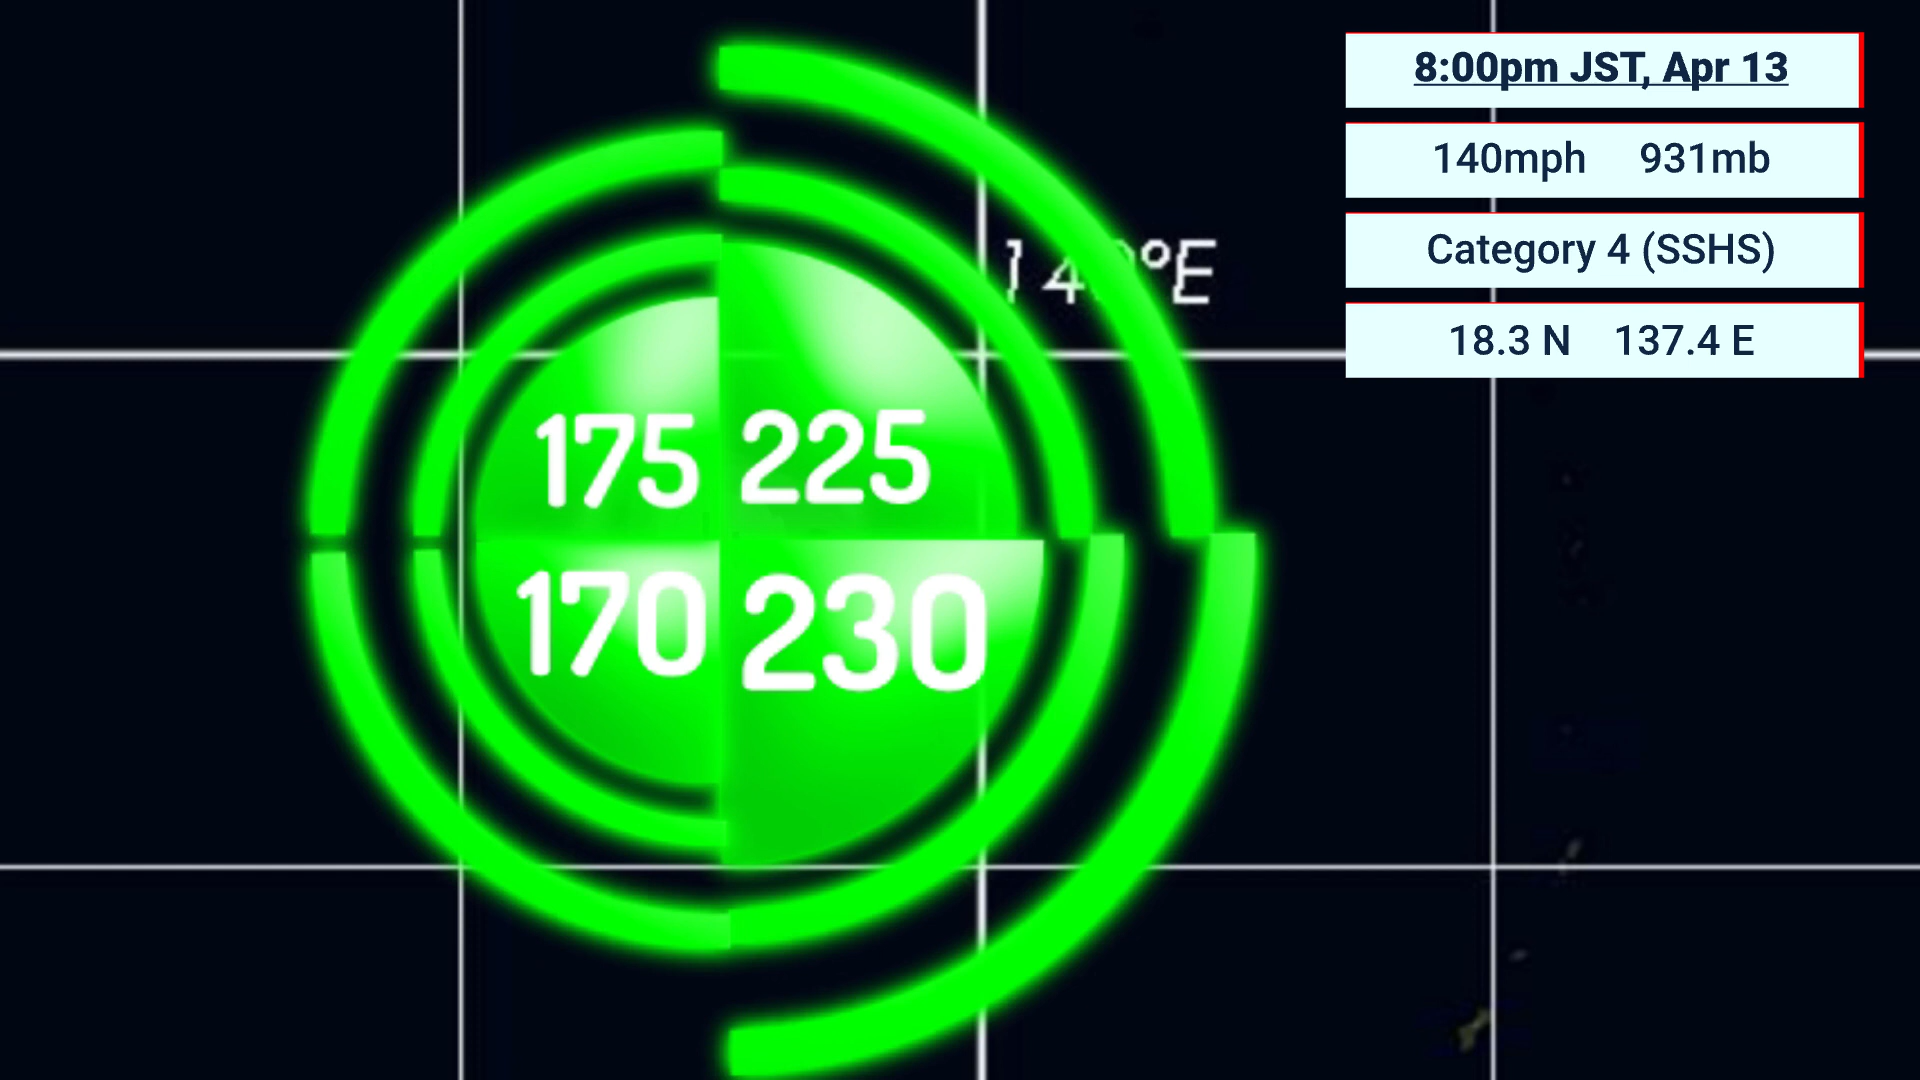 8:00pm JST, Apr 13
140mph 931mb
Category 4 (SSHS)
18.3 N 137.4 E
175 225
170 230